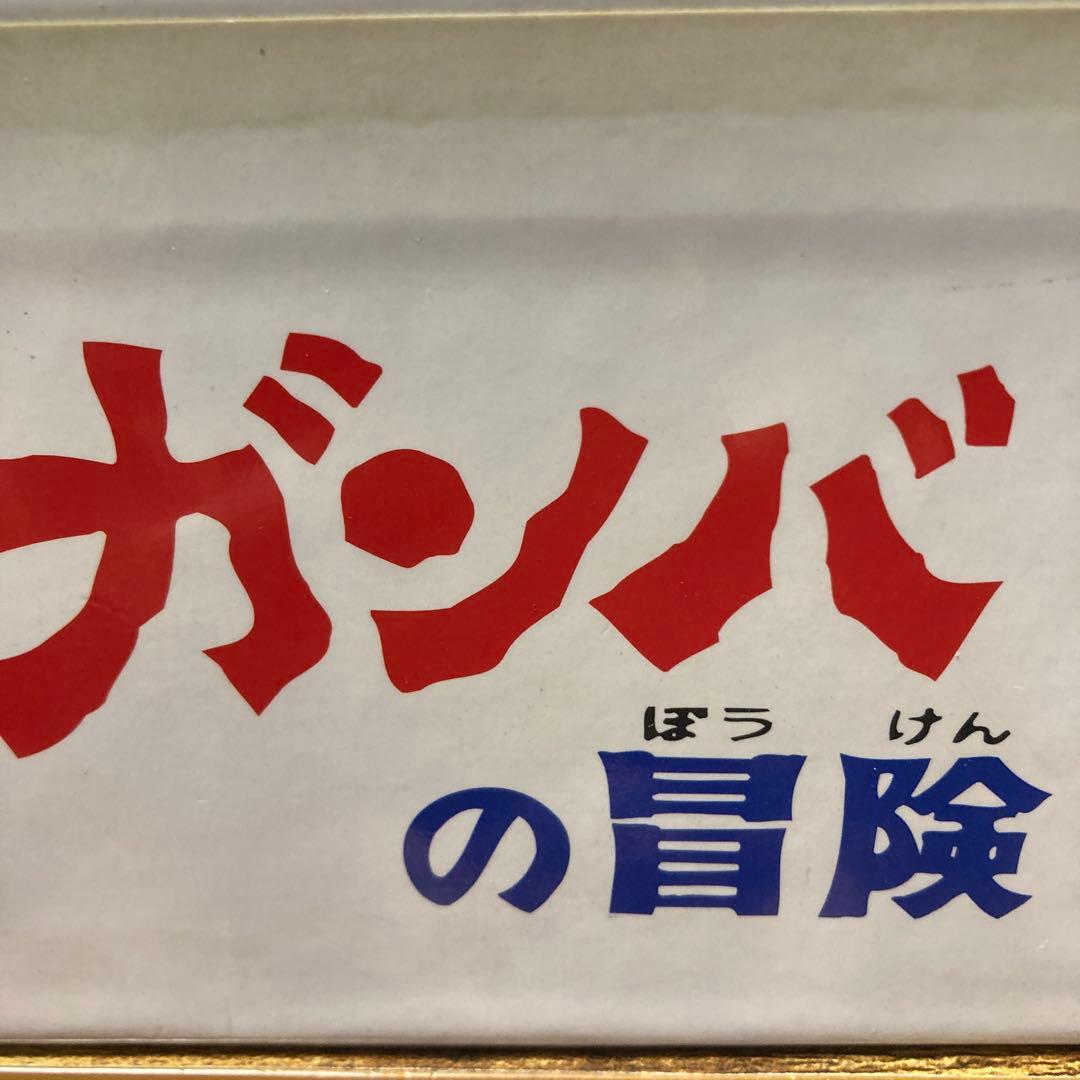 ガンバ
ぼう けん
の冒険